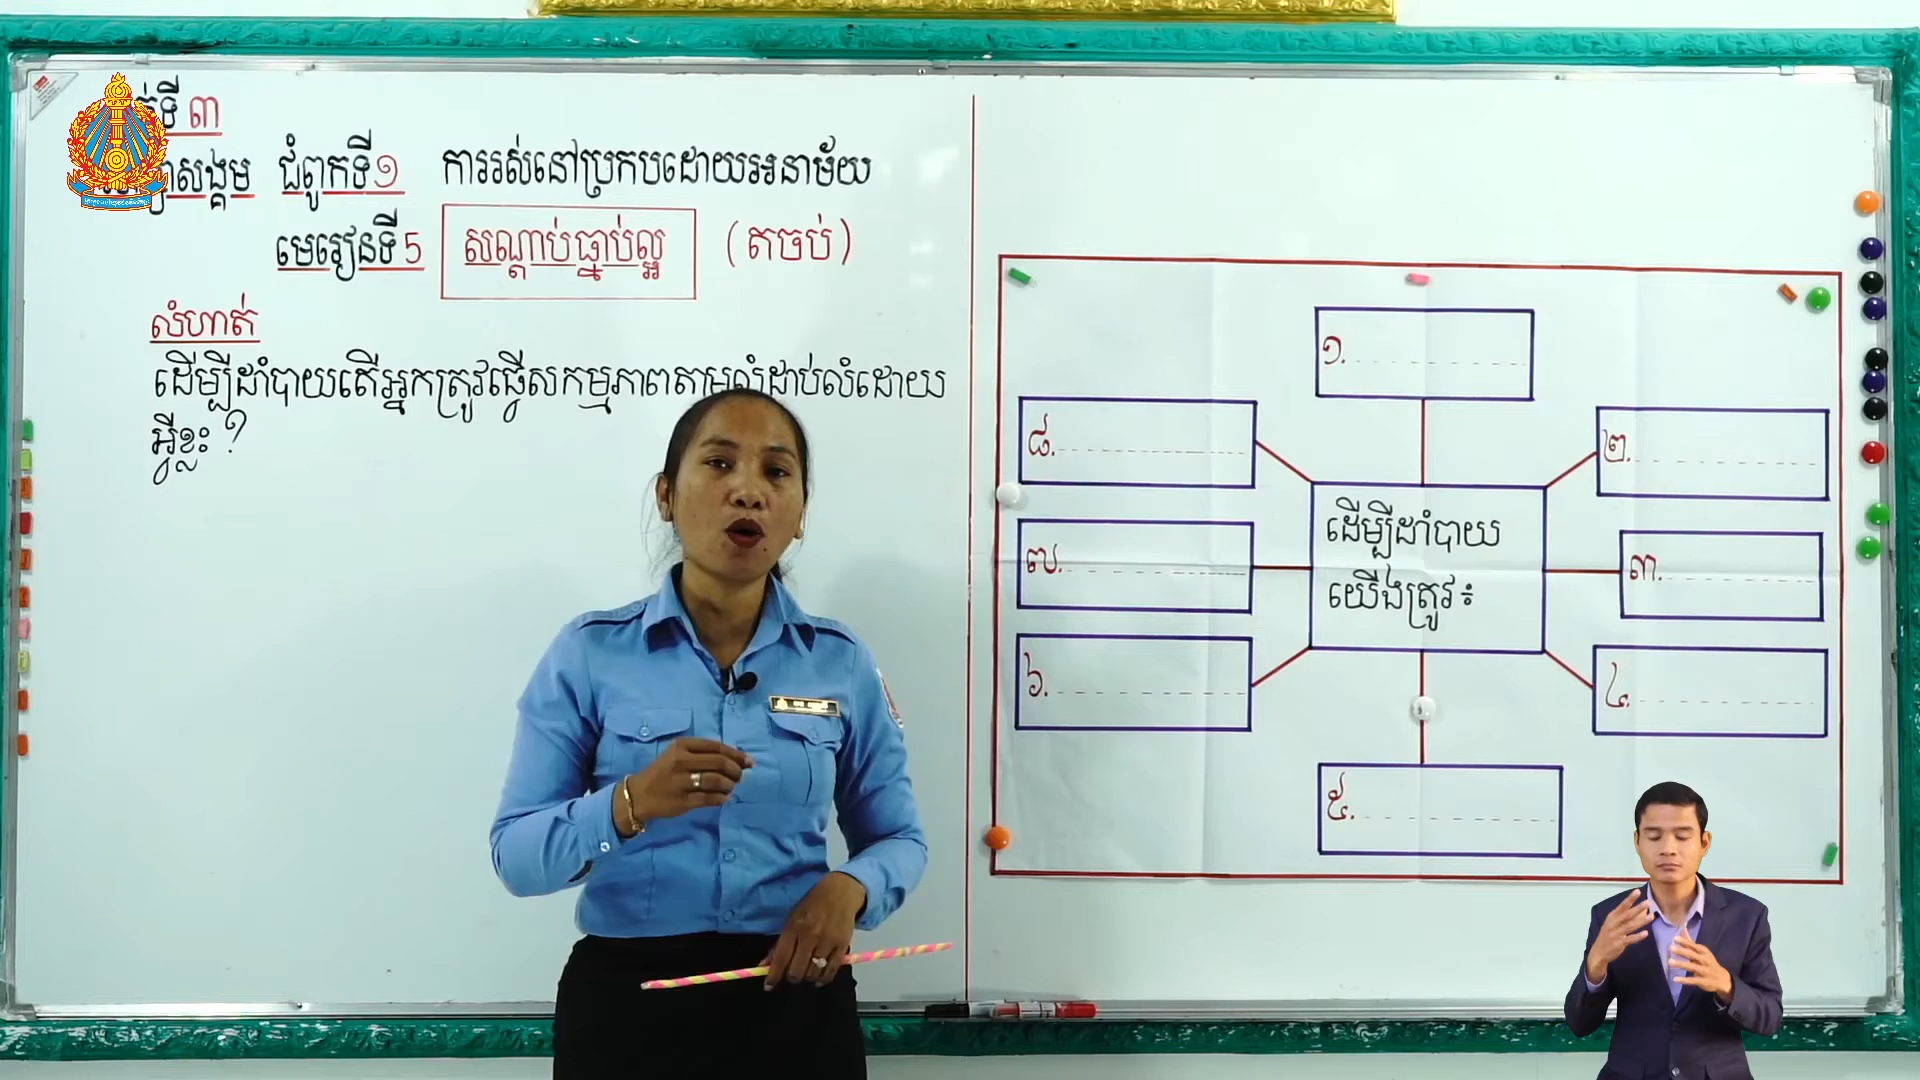 ទី ៣
សង្គម ជំពូកទី១ ការរស់នៅប្រកបដោយអនាម័យ
មេរៀនទី 5 សណ្ដាប់ធ្នាប់ល្អ (តចប់)
លំហាត់
ដើម្បីដាំបាយតើអ្នកត្រូវធ្វើសកម្មភាពតាមលំដាប់លំដោយ
អ្វីខ្លះ ?
១.
២.
៣.
៤.
៥.
៦.
៧.
៨.
ដើម្បីដាំបាយ
យើងត្រូវ៖